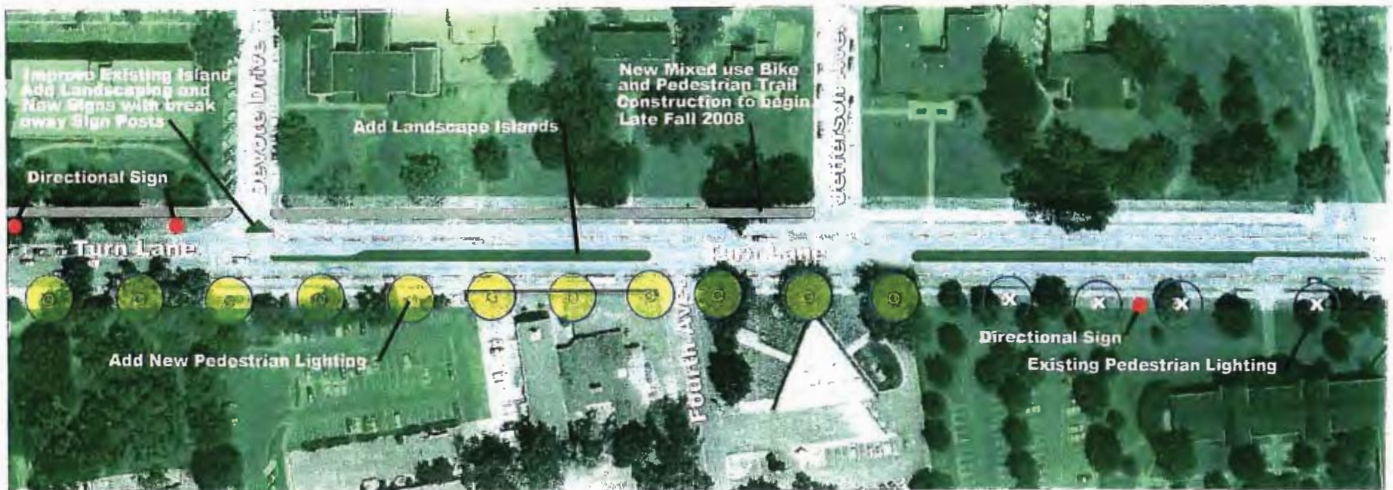 Improve Existing Island
Add Landscaping and
New Signs with break
away Sign Posts
Devote Drive
Add Landscape Islands
New Mixed use Bike
and Pedestrian Trail
Construction to begin
Late Fall 2008
Directional Sign
Turn Lane
Turn Lane
Add New Pedestrian Lighting
Fourth Ave
Directional Sign
Existing Pedestrian Lighting
X
X
X
X